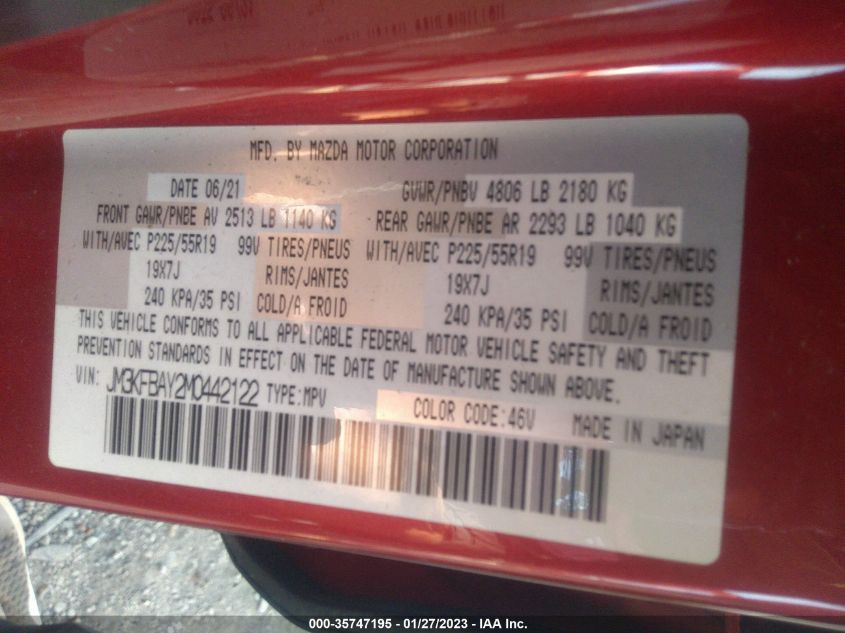 MFD. BY MAZDA MOTOR CORPORATION
DATE 06/21 GVWR/PNBV 4806 LB 2180 KG
FRONT GAWR/PNBE AV 2513 LB 1140 KG REAR GAWR/PNBE AR 2293 LB 1040 KG
WITH/AVEC P225/55R19 99V TIRES/PNEUS WITH/AVEC P225/55R19 99V TIRES/PNEUS
19X7J RIMS/JANTES 19X7J RIMS/JANTES
240 KPA/35 PSI COLD/A FROID 240 KPA/35 PSI COLD/A FROID
THIS VEHICLE CONFORMS TO ALL APPLICABLE FEDERAL MOTOR VEHICLE SAFETY AND THEFT
PREVENTION STANDARDS IN EFFECT ON THE DATE OF MANUFACTURE SHOWN ABOVE.
VIN: JM3KFBAY2M0442122 TYPE:MPV
COLOR CODE:46V MADE IN JAPAN
000-35747195 - 01/27/2023 - IAA Inc.